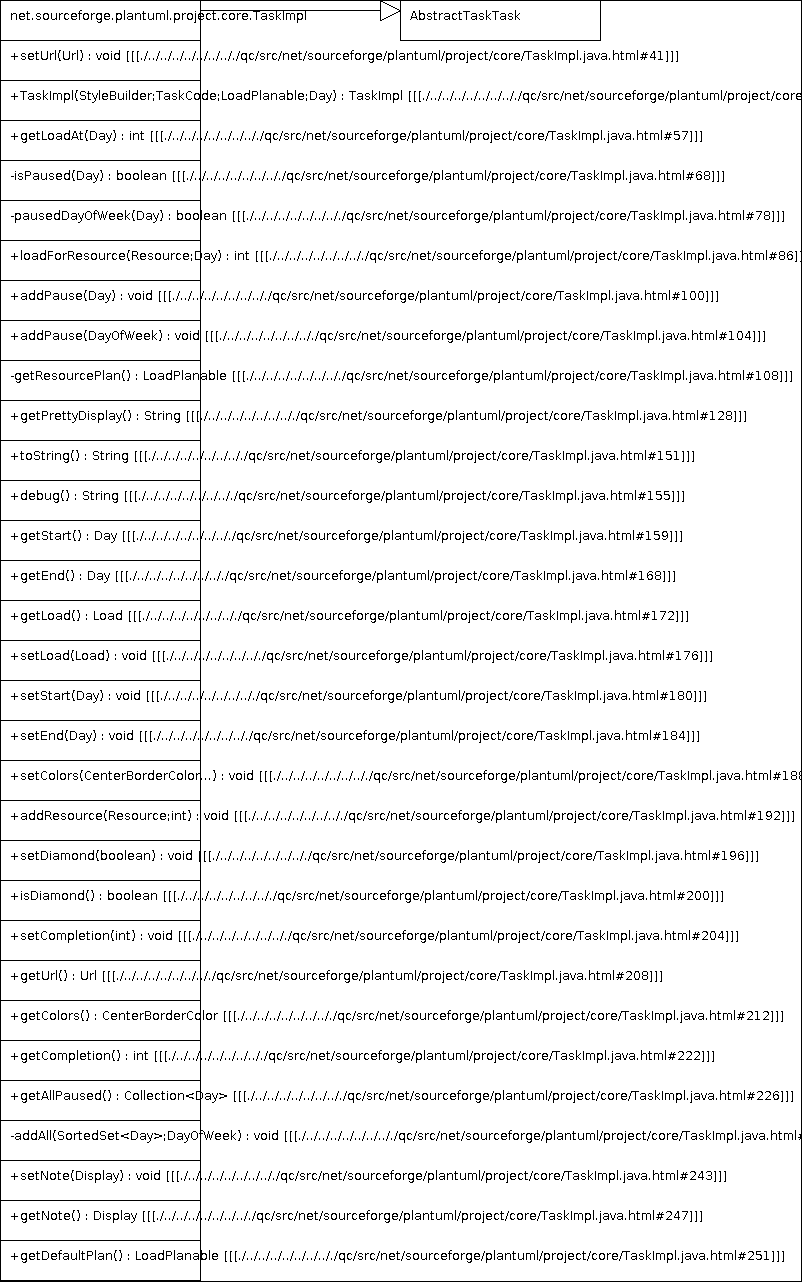 net.sourceforge.plantuml.project.core.TaskImpl
AbstractTaskTask
+setUrl(Url) : void [[[./../../../../../../../qc/src/net/sourceforge/plantuml/project/core/TaskImpl.java.html#41]]]
+TaskImpl(StyleBuilder;TaskCode;LoadPlanable;Day) : TaskImpl [[[./../../../../../../../qc/src/net/sourceforge/plantuml/project/core
+getLoadAt(Day) : int [[[./../../../../../../../qc/src/net/sourceforge/plantuml/project/core/TaskImpl.java.html#57]]]
-isPaused(Day) : boolean [[[./../../../../../../../qc/src/net/sourceforge/plantuml/project/core/TaskImpl.java.html#68]]]
-pausedDayOfWeek(Day) : boolean [[[./../../../../../../../qc/src/net/sourceforge/plantuml/project/core/TaskImpl.java.html#78]]]
+loadForResource(Resource;Day) : int [[[./../../../../../../../qc/src/net/sourceforge/plantuml/project/core/TaskImpl.java.html#86]]
+addPause(Day) : void [[[./../../../../../../../qc/src/net/sourceforge/plantuml/project/core/TaskImpl.java.html#100]]]
+addPause(DayOfWeek) : void [[[./../../../../../../../qc/src/net/sourceforge/plantuml/project/core/TaskImpl.java.html#104]]]
-getResourcePlan() : LoadPlanable [[[./../../../../../../../qc/src/net/sourceforge/plantuml/project/core/TaskImpl.java.html#108]]]
+getPrettyDisplay() : String [[[./../../../../../../../qc/src/net/sourceforge/plantuml/project/core/TaskImpl.java.html#128]]]
+toString() : String [[[./../../../../../../../qc/src/net/sourceforge/plantuml/project/core/TaskImpl.java.html#151]]]
+debug() : String [[[./../../../../../../../qc/src/net/sourceforge/plantuml/project/core/TaskImpl.java.html#155]]]
+getStart() : Day [[[./../../../../../../../qc/src/net/sourceforge/plantuml/project/core/TaskImpl.java.html#159]]]
+getEnd() : Day [[[./../../../../../../../qc/src/net/sourceforge/plantuml/project/core/TaskImpl.java.html#168]]]
+getLoad() : Load [[[./../../../../../../../qc/src/net/sourceforge/plantuml/project/core/TaskImpl.java.html#172]]]
+setLoad(Load) : void [[[./../../../../../../../qc/src/net/sourceforge/plantuml/project/core/TaskImpl.java.html#176]]]
+setStart(Day) : void [[[./../../../../../../../qc/src/net/sourceforge/plantuml/project/core/TaskImpl.java.html#180]]]
+setEnd(Day) : void [[[./../../../../../../../qc/src/net/sourceforge/plantuml/project/core/TaskImpl.java.html#184]]]
+setColors(CenterBorderColor...) : void [[[./../../../../../../../qc/src/net/sourceforge/plantuml/project/core/TaskImpl.java.html#188
+addResource(Resource;int) : void [[[./../../../../../../../qc/src/net/sourceforge/plantuml/project/core/TaskImpl.java.html#192]]]
+setDiamond(boolean) : void [[[./../../../../../../../qc/src/net/sourceforge/plantuml/project/core/TaskImpl.java.html#196]]]
+isDiamond() : boolean [[[./../../../../../../../qc/src/net/sourceforge/plantuml/project/core/TaskImpl.java.html#200]]]
+setCompletion(int) : void [[[./../../../../../../../qc/src/net/sourceforge/plantuml/project/core/TaskImpl.java.html#204]]]
+getUrl() : Url [[[./../../../../../../../qc/src/net/sourceforge/plantuml/project/core/TaskImpl.java.html#208]]]
+getColors() : CenterBorderColor [[[./../../../../../../../qc/src/net/sourceforge/plantuml/project/core/TaskImpl.java.html#212]]]
+getCompletion() : int [[[./../../../../../../../qc/src/net/sourceforge/plantuml/project/core/TaskImpl.java.html#222]]]
+getAllPaused() : Collection<Day> [[[./../../../../../../../qc/src/net/sourceforge/plantuml/project/core/TaskImpl.java.html#226]]]
-addAll(SortedSet<Day>;DayOfWeek) : void [[[./../../../../../../../qc/src/net/sourceforge/plantuml/project/core/TaskImpl.java.html#
+setNote(Display) : void [[[./../../../../../../../qc/src/net/sourceforge/plantuml/project/core/TaskImpl.java.html#243]]]
+getNote() : Display [[[./../../../../../../../qc/src/net/sourceforge/plantuml/project/core/TaskImpl.java.html#247]]]
+getDefaultPlan() : LoadPlanable [[[./../../../../../../../qc/src/net/sourceforge/plantuml/project/core/TaskImpl.java.html#251]]]